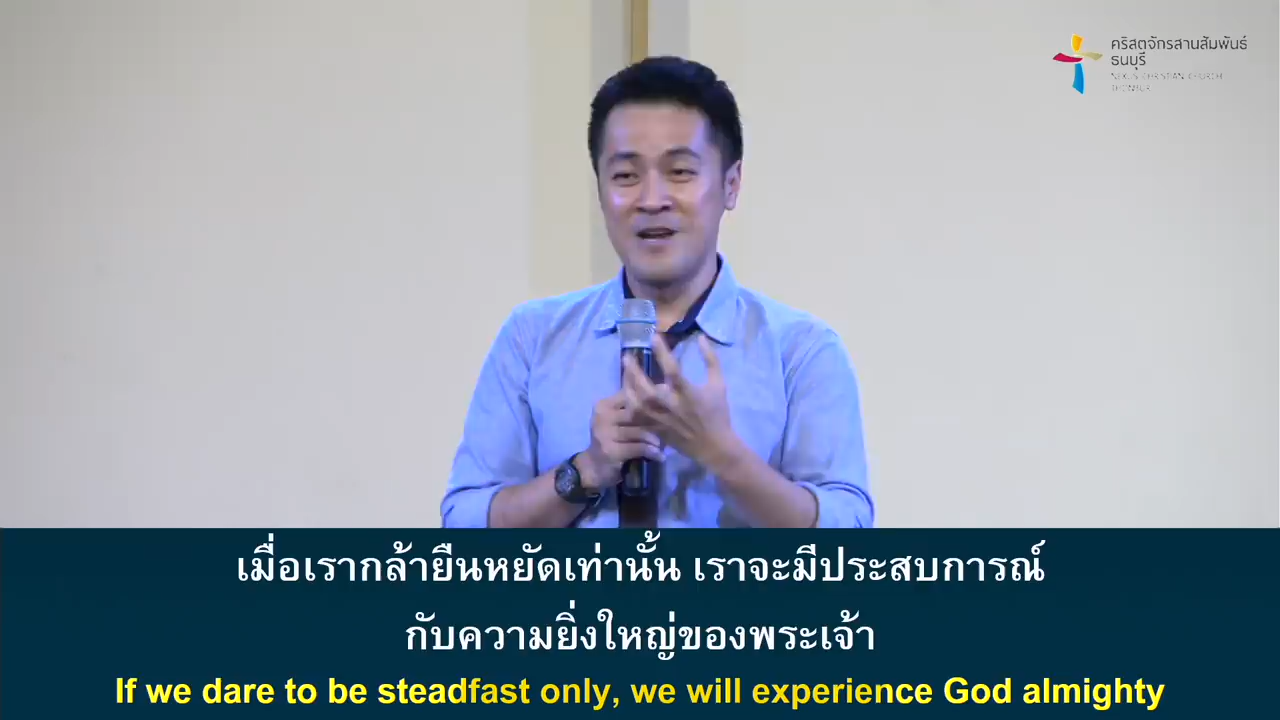 คริสตจักรสานสัมพันธ์
ธนบุรี
NEXUS CHRISTIAN CHURCH
THONBURI
เมื่อเรากล้ายืนหยัดเท่านั้น เราจะมีประสบการณ์
กับความยิ่งใหญ่ของพระเจ้า
If we dare to be steadfast only, we will experience God almighty